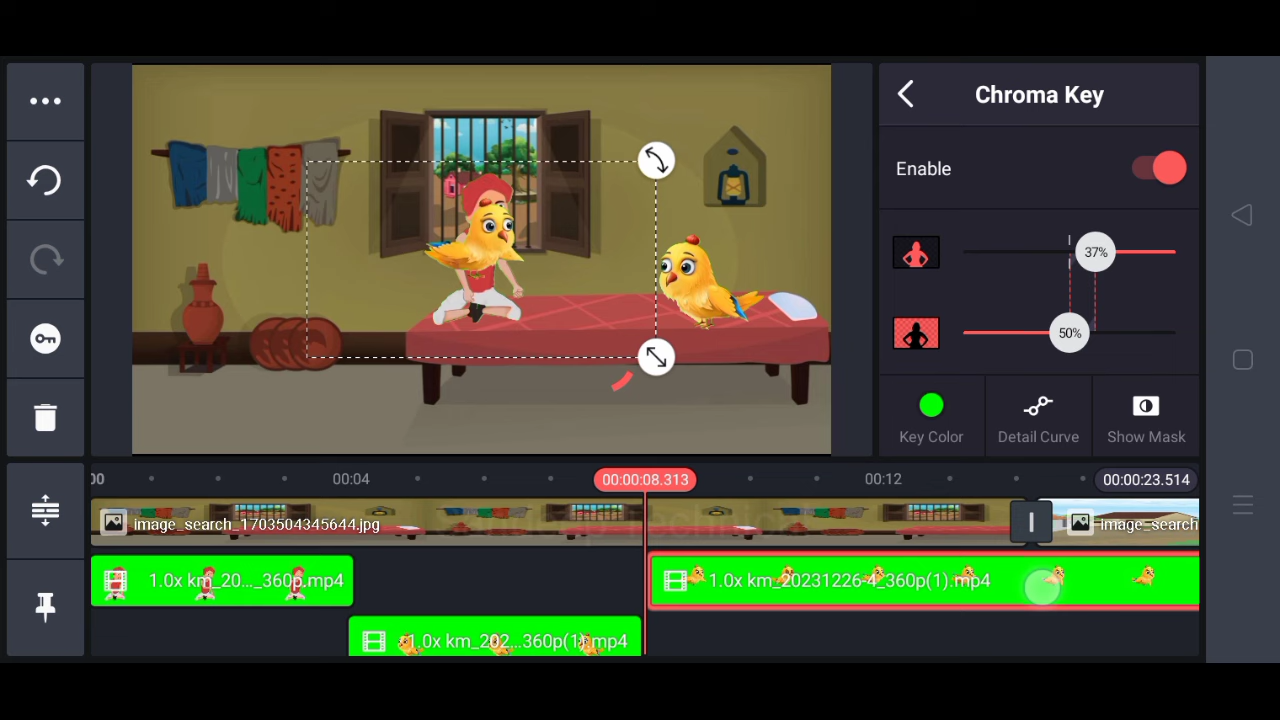 Chroma Key
Enable
37%
50%
Key Color
Detail Curve
Show Mask
00
00:04
00:00:08.313
00:12
00:00:23.514
image_search_1703504345644.jpg
image_search
1.0x km_20..._360p.mp4
1.0x km_20231226-4_360p(1).mp4
1.0x km_202...360p(1).mp4